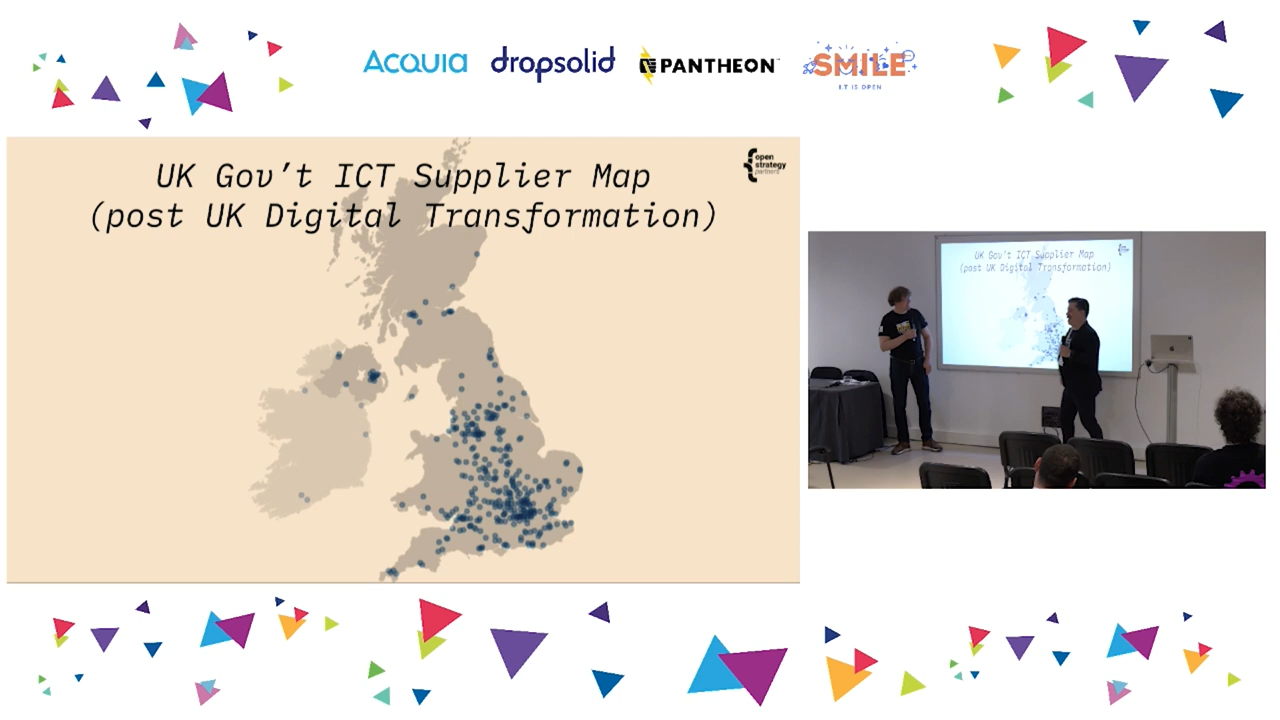 Acquia
dropsolid
PANTHEON
SMILE
I.T IS OPEN
UK Gov't ICT Supplier Map
(post UK Digital Transformation)
open
strategy
partners
UK Gov't ICT Supplier Map
(post UK Digital Transformation)